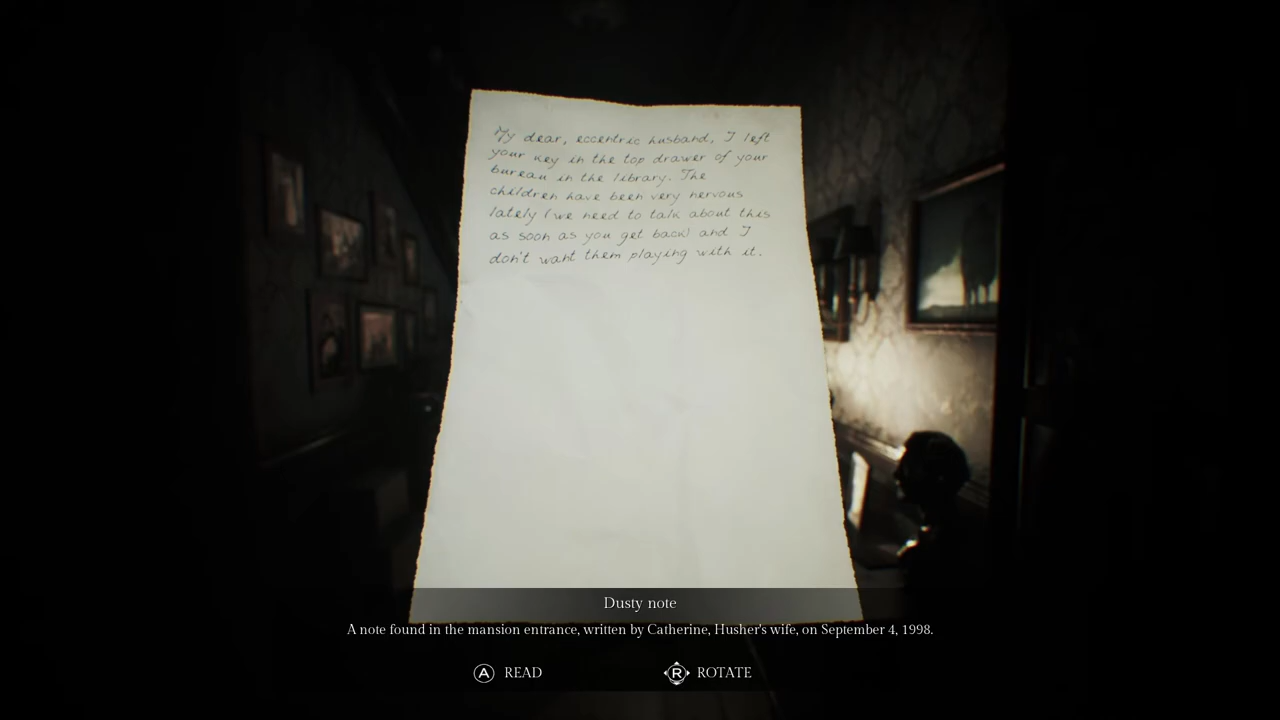 My dear, eccentric husband, I left
your key in the top drawer of your
bureau in the library. The
children have been very nervous
lately (we need to talk about this
as soon as you get back) and I
don't want them playing with it.
Dusty note
A note found in the mansion entrance, written by Catherine, Husher's wife, on September 4, 1998.
A READ
R ROTATE